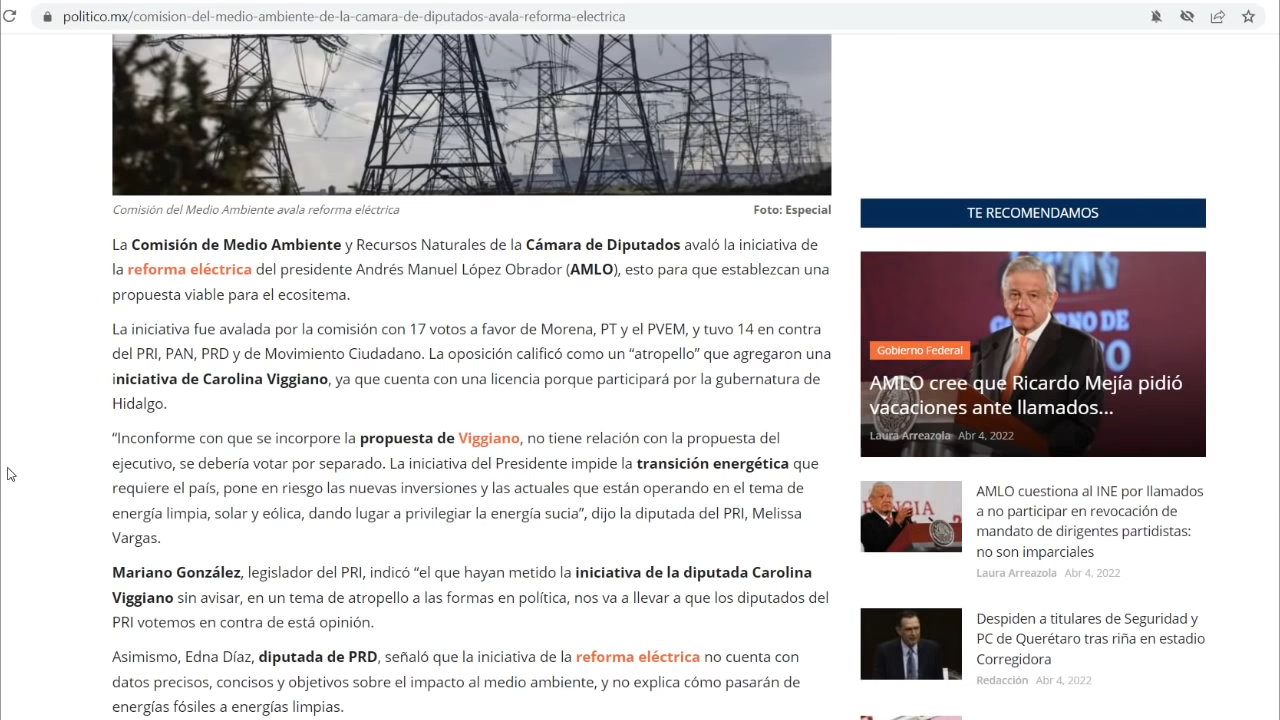 politico.mx/comision-del-medio-ambiente-de-la-camara-de-diputados-avala-reforma-electrica
Comisión del Medio Ambiente avala reforma eléctrica
Foto: Especial
La Comisión de Medio Ambiente y Recursos Naturales de la Cámara de Diputados avaló la iniciativa de
la reforma eléctrica del presidente Andrés Manuel López Obrador (AMLO), esto para que establezcan una
propuesta viable para el ecositema.
La iniciativa fue avalada por la comisión con 17 votos a favor de Morena, PT y el PVEM, y tuvo 14 en contra
del PRI, PAN, PRD y de Movimiento Ciudadano. La oposición calificó como un “atropello” que agregaron una
iniciativa de Carolina Viggiano, ya que cuenta con una licencia porque participará por la gubernatura de
Hidalgo.
“Inconforme con que se incorpore la propuesta de Viggiano, no tiene relación con la propuesta del
ejecutivo, se debería votar por separado. La iniciativa del Presidente impide la transición energética que
requiere el país, pone en riesgo las nuevas inversiones y las actuales que están operando en el tema de
energía limpia, solar y eólica, dando lugar a privilegiar la energía sucia”, dijo la diputada del PRI, Melissa
Vargas.
Mariano González, legislador del PRI, indicó “el que hayan metido la iniciativa de la diputada Carolina
Viggiano sin avisar, en un tema de atropello a las formas en política, nos va a llevar a que los diputados del
PRI votemos en contra de está opinión.
Asimismo, Edna Díaz, diputada de PRD, señaló que la iniciativa de la reforma eléctrica no cuenta con
datos precisos, concisos y objetivos sobre el impacto al medio ambiente, y no explica cómo pasarán de
energías fósiles a energías limpias.
TE RECOMENDAMOS
Gobierno Federal
AMLO cree que Ricardo Mejía pidió
vacaciones ante llamados...
Laura Arreazola Abr 4, 2022
AMLO cuestiona al INE por llamados
a no participar en revocación de
mandato de dirigentes partidistas:
no son imparciales
Laura Arreazola Abr 4, 2022
Despiden a titulares de Seguridad y
PC de Querétaro tras riña en estadio
Corregidora
Redacción Abr 4, 2022